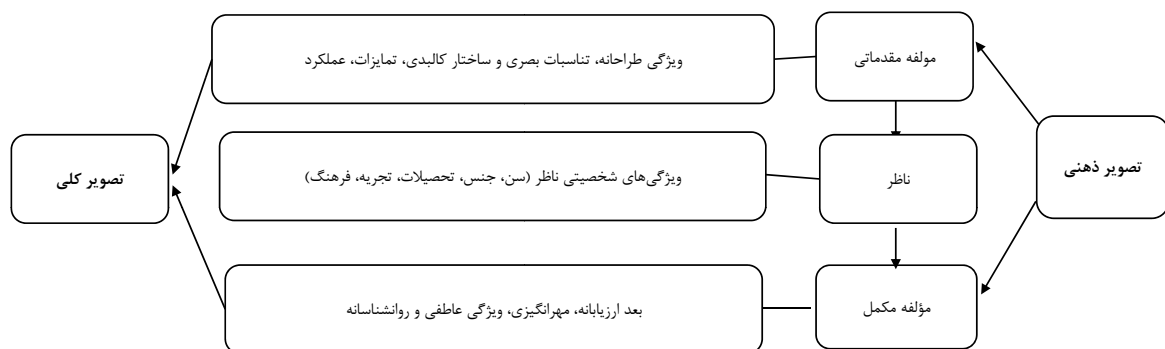 تصویر ذهنی
مولفه مقدماتی
ویژگی طراحانه، تناسبات بصری و ساختار کالبدی، تمایزات، عملکرد
ناظر
ویژگی‌های شخصیتی ناظر (سن، جنس، تحصیلات، تجربه، فرهنگ)
مؤلفه مکمل
بعد ارزیابانه، مهرانگیزی، ویژگی عاطفی و روانشناسانه
تصویر کلی